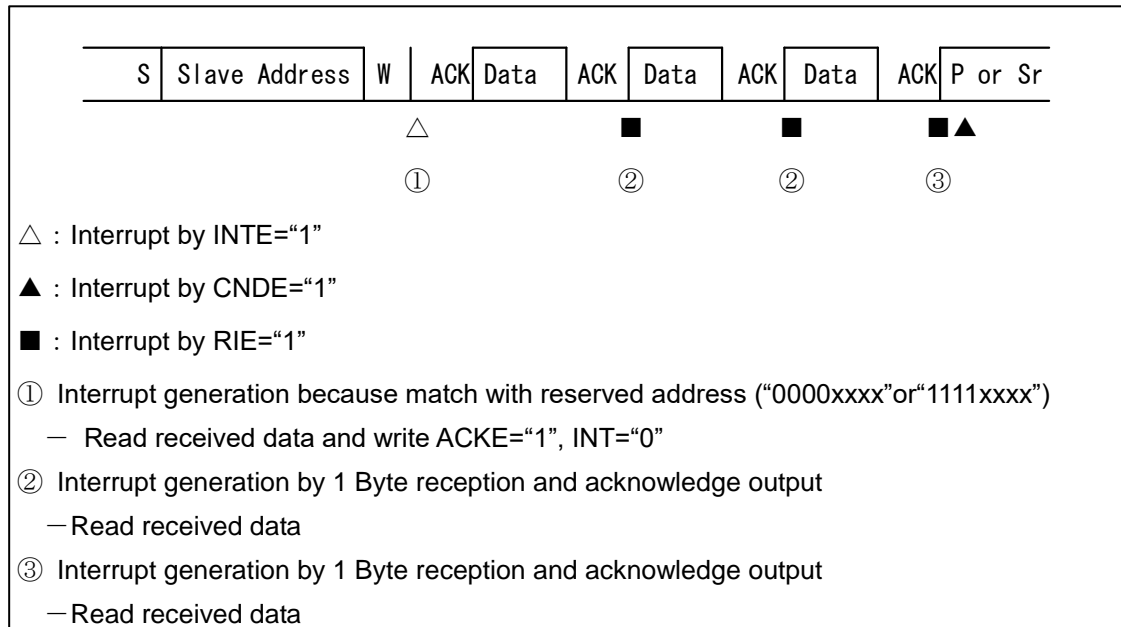 S Slave Address W ACK Data ACK Data ACK Data ACK P or Sr
△ ■ ■ ■ ▲
① ② ② ③
△ : Interrupt by INTE=“1”
▲ : Interrupt by CNDE=“1”
■ : Interrupt by RIE=“1”
① Interrupt generation because match with reserved address (“0000xxxx”or“1111xxxx”)
－ Read received data and write ACKE=“1”, INT=“0”
② Interrupt generation by 1 Byte reception and acknowledge output
－Read received data
③ Interrupt generation by 1 Byte reception and acknowledge output
－Read received data